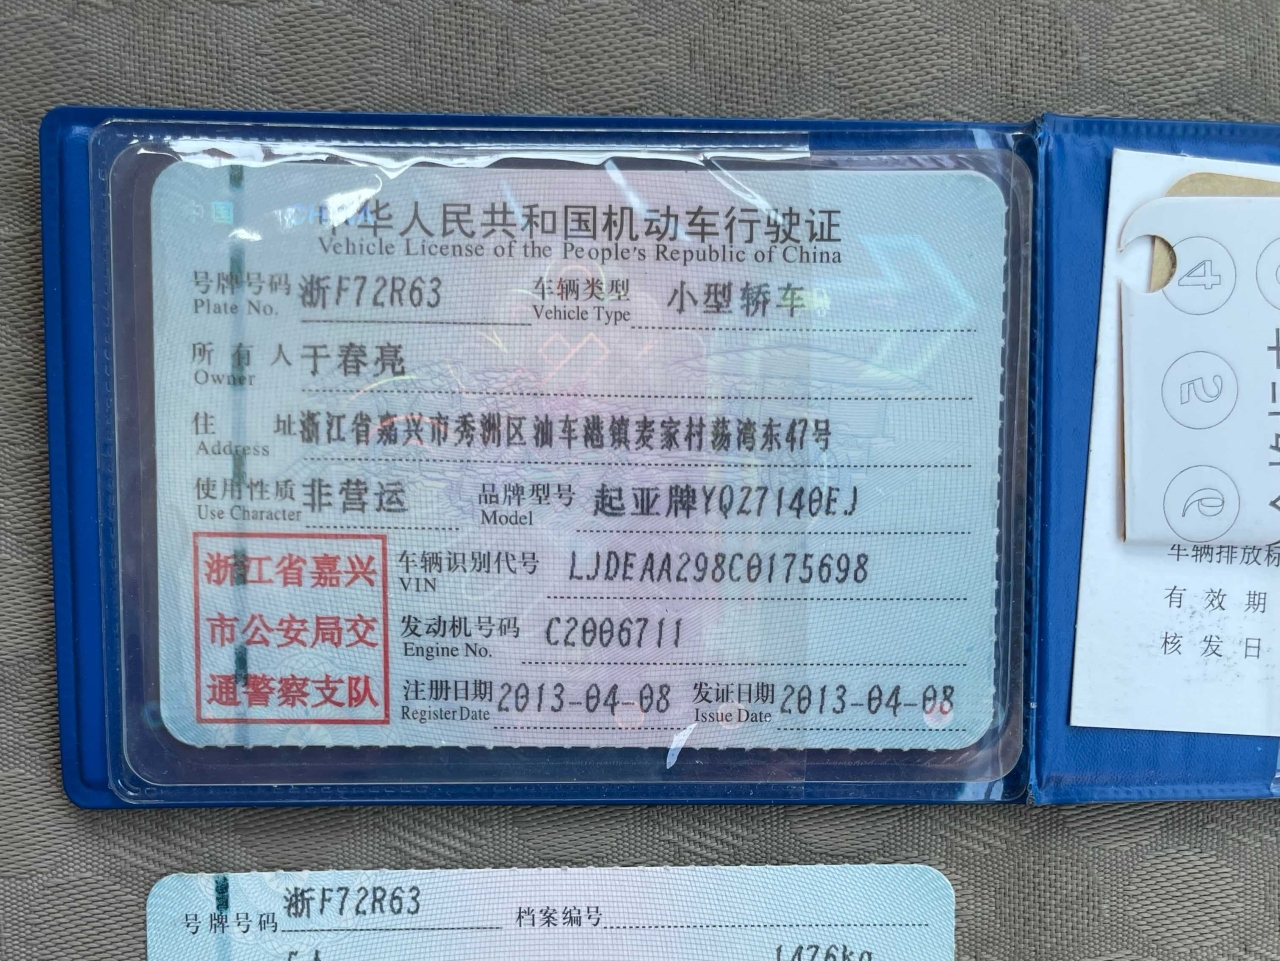 中华人民共和国机动车行驶证
Vehicle License of the People's Republic of China
号牌号码 浙F72R63 车辆类型 小型轿车
Plate No. Vehicle Type
所有人 于春亮
Owner
住址 浙江省嘉兴市秀洲区油车港镇麦家村荡湾东47号
Address
使用性质 非营运 品牌型号 起亚牌YQZ7140EJ
Use Character Model
浙江省嘉兴
市公安局交
通警察支队
车辆识别代号 LJDEAA298C0175698
VIN
发动机号码 C2006711
Engine No.
注册日期 2013-04-08 发证日期 2013-04-08
Register Date Issue Date
车辆排放标
有效期
核发日
号牌号码 浙F72R63 档案编号
5人 1476kg